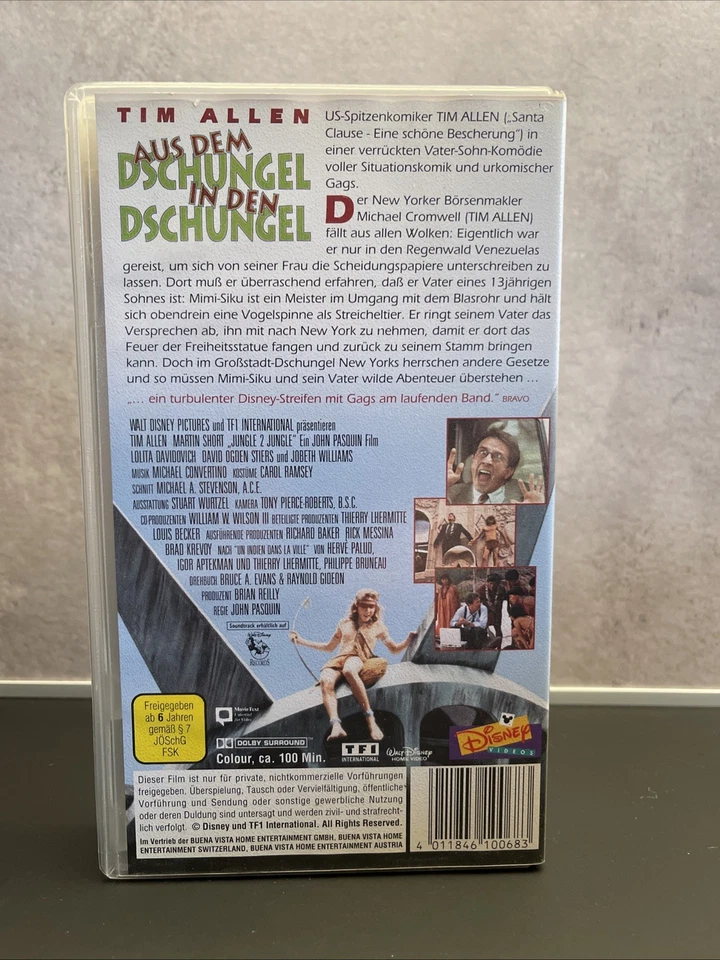 TIM ALLEN
AUS DEM
DSCHUNGEL
IN DEN
DSCHUNGEL
US-Spitzenkomiker TIM ALLEN („Santa
Clause - Eine schöne Bescherung“) in
einer verrückten Vater-Sohn-Komödie
voller Situationskomik und urkomischer
Gags.
Der New Yorker Börsenmakler
Michael Cromwell (TIM ALLEN)
fällt aus allen Wolken: Eigentlich war
er nur in den Regenwald Venezuelas
gereist, um sich von seiner Frau die Scheidungspapiere unterschreiben zu
lassen. Dort muß er überraschend erfahren, daß er Vater eines 13jährigen
Sohnes ist: Mimi-Siku ist ein Meister im Umgang mit dem Blasrohr und hält
sich obendrein eine Vogelspinne als Streicheltier. Er ringt seinem Vater das
Versprechen ab, ihn mit nach New York zu nehmen, damit er dort das
Feuer der Freiheitsstatue fangen und zurück zu seinem Stamm bringen
kann. Doch im Großstadt-Dschungel New Yorks herrschen andere Gesetze
und so müssen Mimi-Siku und sein Vater wilde Abenteuer überstehen ...
„... ein turbulenter Disney-Streifen mit Gags am laufenden Band.“ BRAVO
WALT DISNEY PICTURES und TF1 INTERNATIONAL präsentieren
TIM ALLEN MARTIN SHORT „JUNGLE 2 JUNGLE“ Ein JOHN PASQUIN Film
LOLITA DAVIDOVICH DAVID OGDEN STIERS und JOBETH WILLIAMS
MUSIK MICHAEL CONVERTINO KOSTÜME CAROL RAMSEY
SCHNITT MICHAEL A. STEVENSON, A.C.E.
AUSSTATTUNG STUART WURTZEL KAMERA TONY PIERCE-ROBERTS, B.S.C.
CO-PRODUZENTEN WILLIAM W. WILSON III BETEILIGTE PRODUZENTEN THIERRY LHERMITTE
LOUIS BECKER AUSFÜHRENDE PRODUZENTEN RICHARD BAKER RICK MESSINA
BRAD KREVOY NACH "UN INDIEN DANS LA VILLE" VON HERVÉ PALUD,
IGOR APTEKMAN UND THIERRY LHERMITTE, PHILIPPE BRUNEAU
DREHBUCH BRUCE A. EVANS & RAYNOLD GIDEON
PRODUZENT BRIAN REILLY
REGIE JOHN PASQUIN
Soundtrack erhältlich auf
Walt Disney
RECORDS
Freigegeben
ab 6 Jahren
gemäß § 7
JÖSchG
FSK
MovieText
DOLBY SURROUND
Colour, ca. 100 Min.
TF1
INTERNATIONAL
Walt Disney
HOME VIDEO
Disney
VIDEOS
Dieser Film ist nur für private, nichtkommerzielle Vorführungen
freigegeben. Überspielung, Tausch oder Vervielfältigung, öffentliche
Vorführung und Sendung oder sonstige gewerbliche Nutzung
oder deren Duldung sind untersagt und werden zivil- und strafrecht-
lich verfolgt. © Disney und TF1 International. All Rights Reserved.
Im Vertrieb der BUENA VISTA HOME ENTERTAINMENT GMBH, BUENA VISTA HOME
ENTERTAINMENT SWITZERLAND, BUENA VISTA HOME ENTERTAINMENT AUSTRIA
4 011846 100683